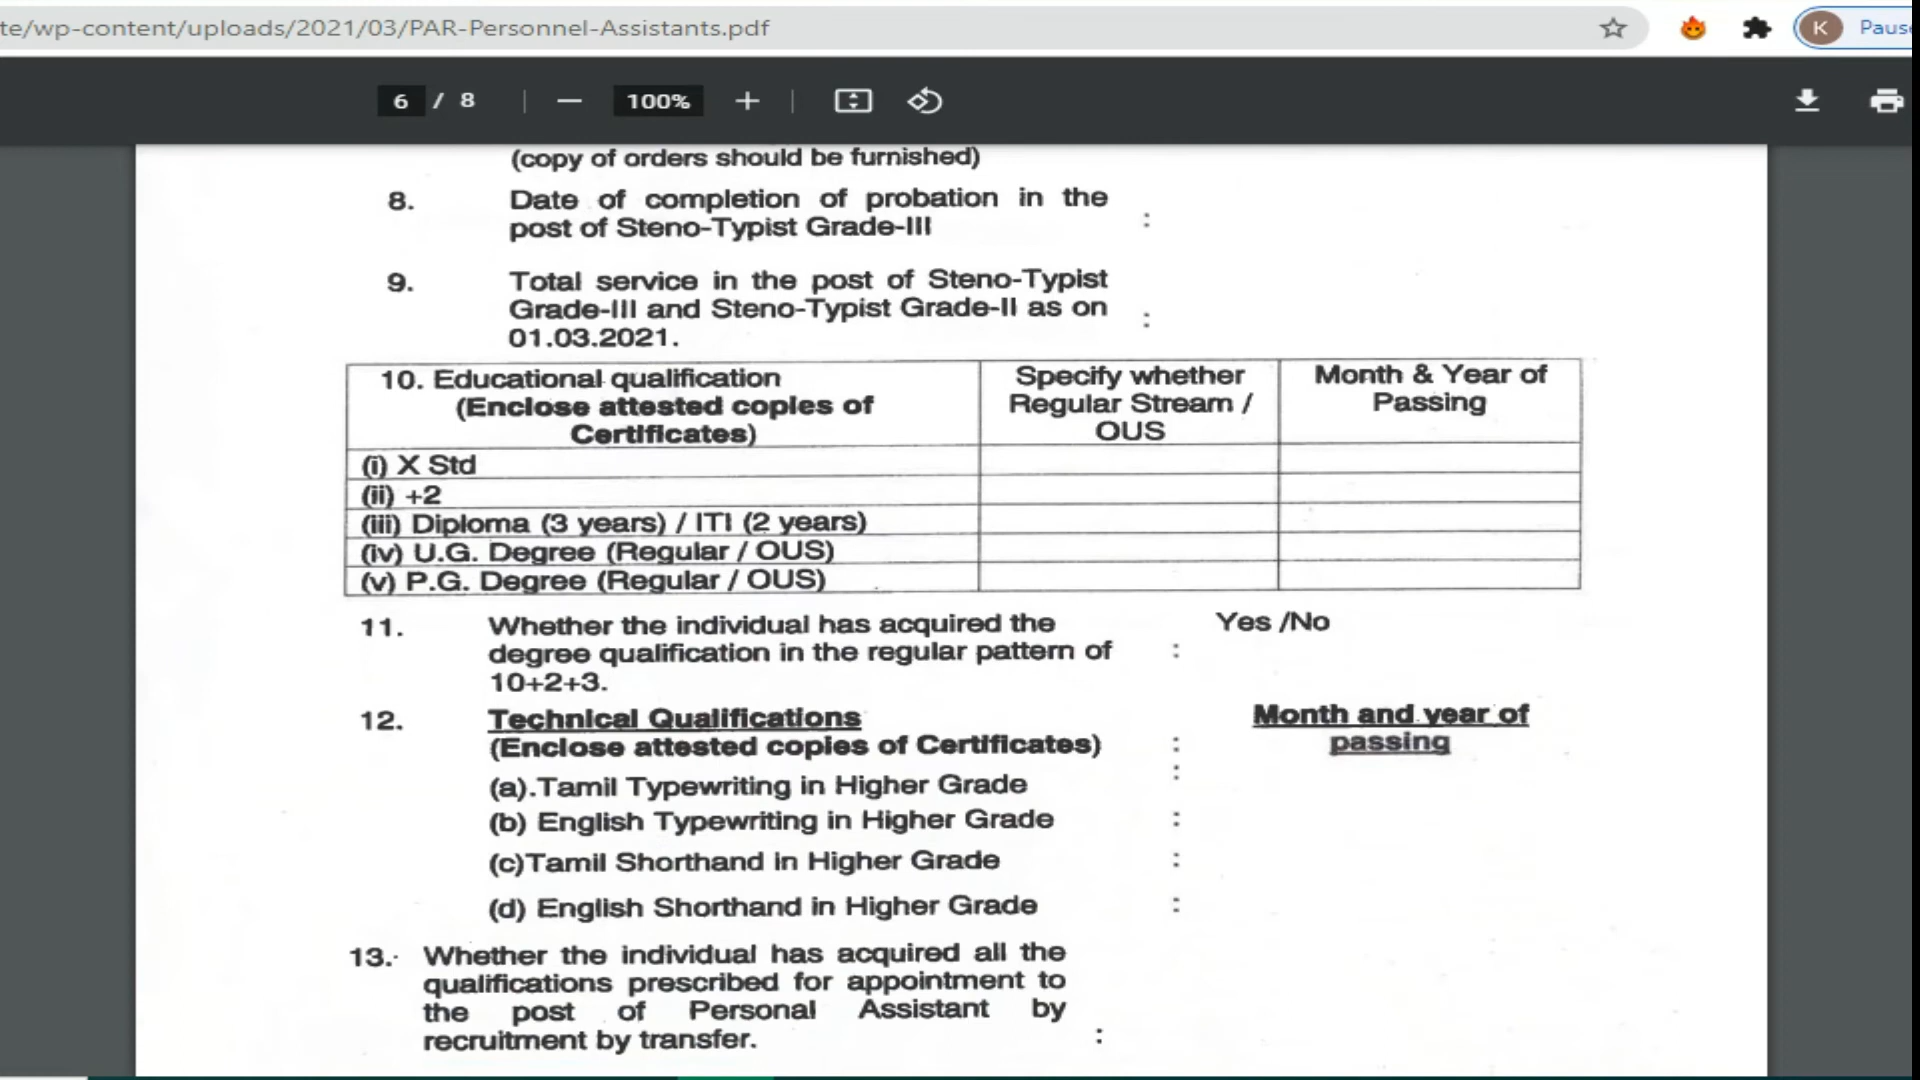 te/wp-content/uploads/2021/03/PAR-Personnel-Assistants.pdf
K
6 / 8
100%
(copy of orders should be furnished)
8. Date of completion of probation in the
post of Steno-Typist Grade-III :
9. Total service in the post of Steno-Typist
Grade-III and Steno-Typist Grade-II as on :
01.03.2021.
10. Educational qualification
(Enclose attested copies of
Certificates)
Specify whether
Regular Stream /
OUS
Month & Year of
Passing
(i) X Std
(ii) +2
(iii) Diploma (3 years) / ITI (2 years)
(iv) U.G. Degree (Regular / OUS)
(v) P.G. Degree (Regular / OUS)
11. Whether the individual has acquired the Yes /No
degree qualification in the regular pattern of :
10+2+3.
12. Technical Qualifications Month and year of
(Enclose attested copies of Certificates) : passing
(a).Tamil Typewriting in Higher Grade :
(b) English Typewriting in Higher Grade :
(c)Tamil Shorthand in Higher Grade :
(d) English Shorthand in Higher Grade :
13. Whether the individual has acquired all the
qualifications prescribed for appointment to
the post of Personal Assistant by
recruitment by transfer. :